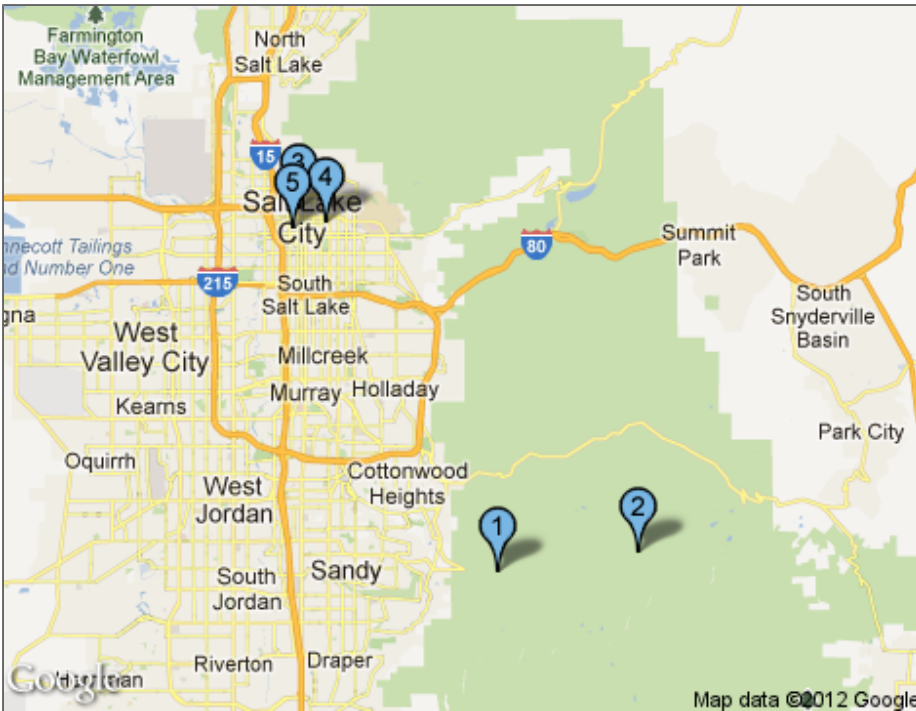 Farmington
Bay Waterfowl
Management Area
North
Salt Lake
15
3
5
4
Salt Lake
City
80
Summit
Park
nnecott Tailings
nd Number One
215
South
Salt Lake
South
Snyderville
Basin
gna
West
Valley City
Millcreek
Murray
Holladay
Kearns
Park City
Oquirrh
Cottonwood
Heights
West
Jordan
1
2
Sandy
South
Jordan
Riverton
Draper
Google
Map data ©2012 Google